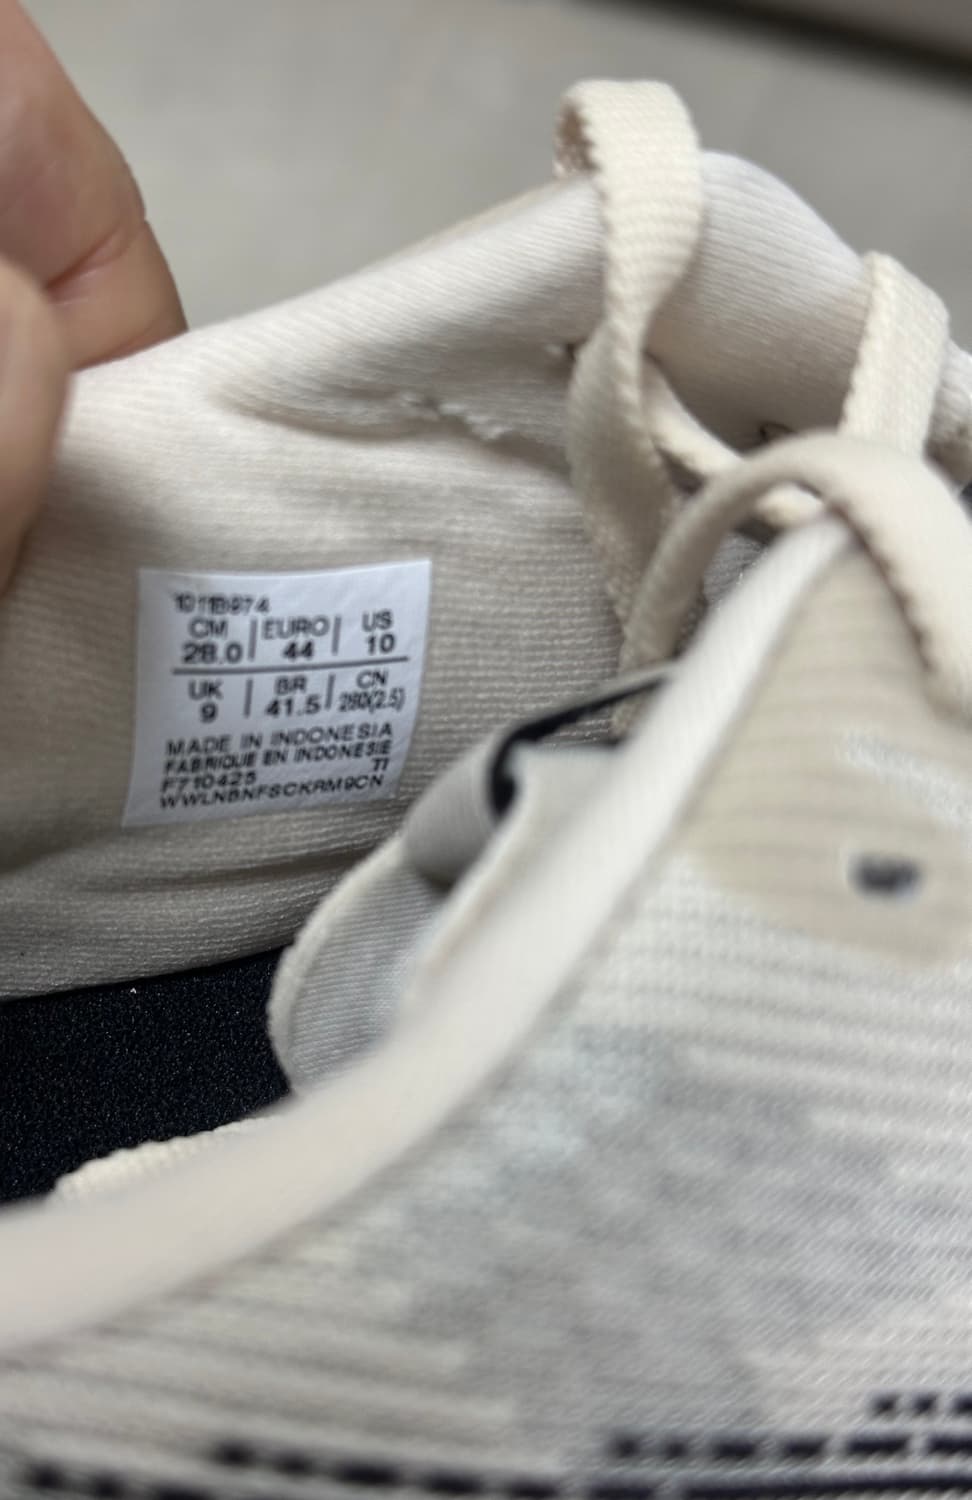 1011B974
CM | EURO | US
28.0 | 44 | 10
UK | BR | CN
9 | 41.5 | 280(2.5)
MADE IN INDONESIA
FABRIQUE EN INDONESIE
F710425 TI
WWLNBNFSCKRM9CN